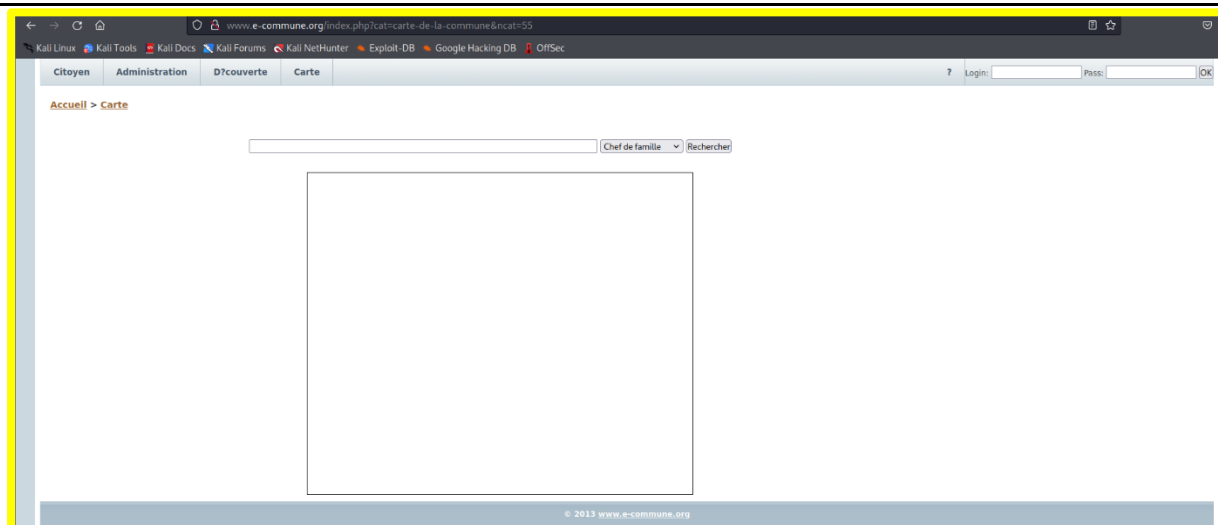 www.e-commune.org/index.php?cat=carte-de-la-commune&ncat=55
Kali Linux Kali Tools Kali Docs Kali Forums Kali NetHunter Exploit-DB Google Hacking DB OffSec
Citoyen Administration D?couverte Carte ? Login: Pass: OK
Accueil > Carte
Chef de famille Rechercher
© 2013 www.e-commune.org